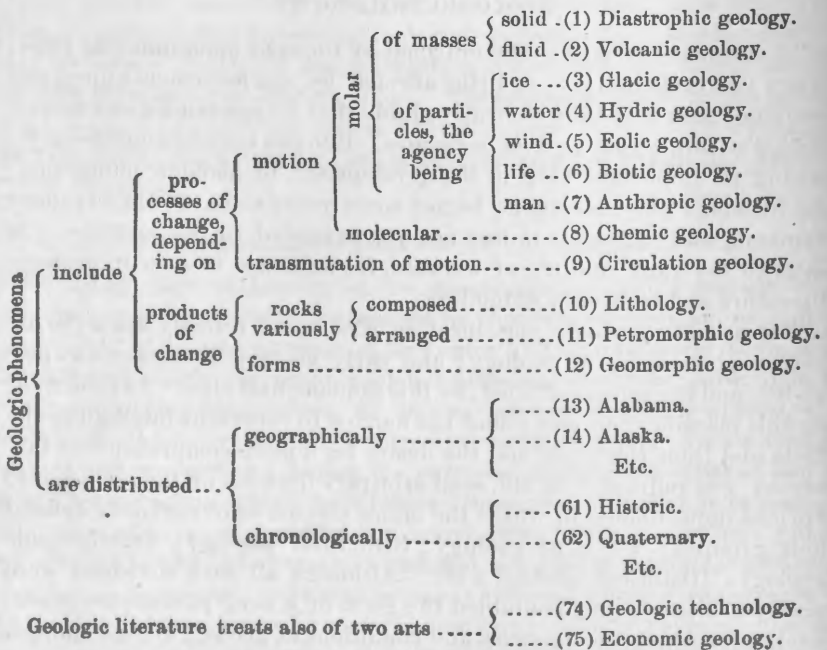 of masses { solid . (1) Diastrophic geology.
fluid . (2) Volcanic geology.
molar
of parti-
cles, the
agency
being
ice ... (3) Glacic geology.
water (4) Hydric geology.
wind . (5) Eolic geology.
life .. (6) Biotic geology.
man .. (7) Anthropic geology.
motion
molecular .......... (8) Chemic geology.
pro-
cesses of
change,
depend-
ing on
transmutation of motion ....... (9) Circulation geology.
Geologic phenomena
include
products
of
change
rocks
variously
composed .......... (10) Lithology.
arranged .......... (11) Petromorphic geology.
forms .................... (12) Geomorphic geology.
are distributed ...
geographically ..........
..... (13) Alabama.
..... (14) Alaska.
Etc.
chronologically ..........
..... (61) Historic.
..... (62) Quaternary.
Etc.
Geologic literature treats also of two arts .....
..... (74) Geologic technology.
..... (75) Economic geology.